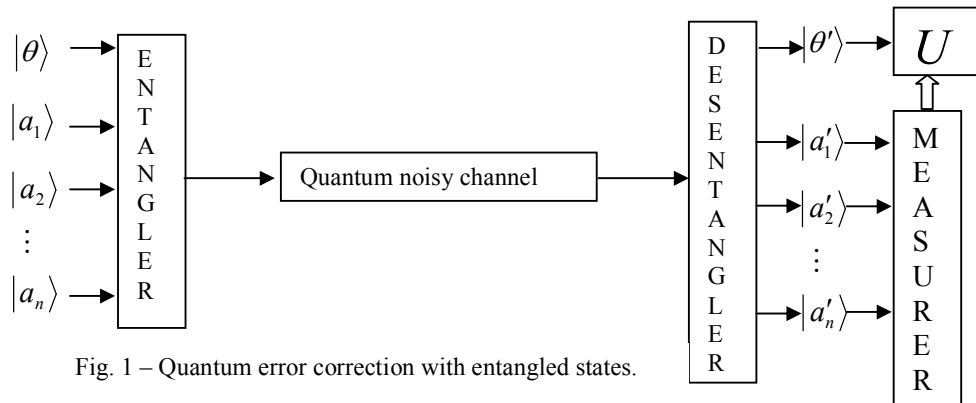 |θ⟩
|a₁⟩
|a₂⟩
⋮
|aₙ⟩
ENTANGLER
Quantum noisy channel
DESENTANGLER
|θ′⟩
|a′₁⟩
|a′₂⟩
⋮
|a′ₙ⟩
U
MEASURER
Fig. 1 – Quantum error correction with entangled states.